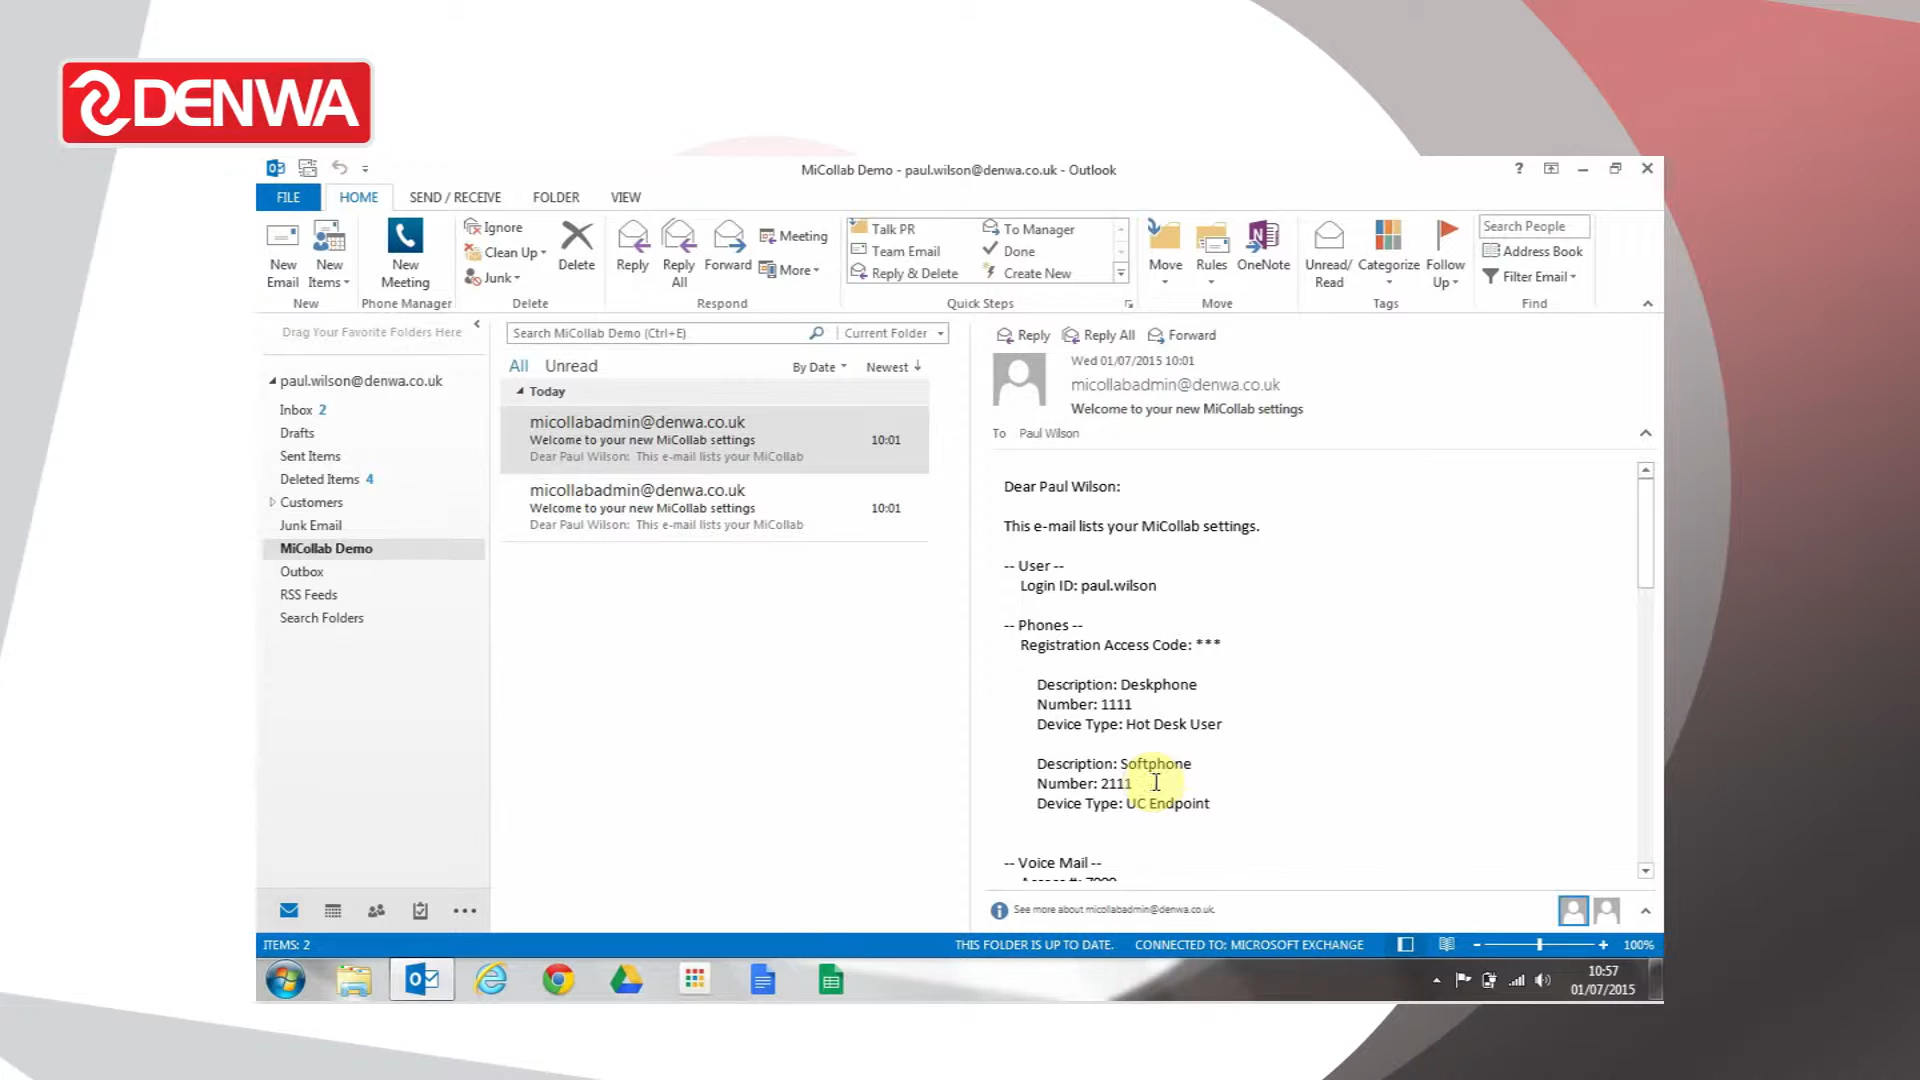 DENWA
MiCollab Demo - paul.wilson@denwa.co.uk - Outlook
FILE HOME SEND / RECEIVE FOLDER VIEW
New Email
New Items
New
New Meeting
Phone Manager
Ignore
Clean Up
Junk
Delete
Delete
Reply
Reply All
Forward
Meeting
More
Respond
Talk PR
Team Email
Reply & Delete
To Manager
Done
Create New
Quick Steps
Move
Rules
OneNote
Move
Unread/ Read
Categorize
Follow Up
Tags
Search People
Address Book
Filter Email
Find
Drag Your Favorite Folders Here
paul.wilson@denwa.co.uk
Inbox 2
Drafts
Sent Items
Deleted Items 4
Customers
Junk Email
MiCollab Demo
Outbox
RSS Feeds
Search Folders
Search MiCollab Demo (Ctrl+E)
Current Folder
All Unread
By Date Newest
Today
micollabadmin@denwa.co.uk
Welcome to your new MiCollab settings 10:01
Dear Paul Wilson: This e-mail lists your MiCollab
micollabadmin@denwa.co.uk
Welcome to your new MiCollab settings 10:01
Dear Paul Wilson: This e-mail lists your MiCollab
Reply Reply All Forward
Wed 01/07/2015 10:01
micollabadmin@denwa.co.uk
Welcome to your new MiCollab settings
To Paul Wilson
Dear Paul Wilson:
This e-mail lists your MiCollab settings.
-- User --
Login ID: paul.wilson
-- Phones --
Registration Access Code: ***
Description: Deskphone
Number: 1111
Device Type: Hot Desk User
Description: Softphone
Number: 2111
Device Type: UC Endpoint
-- Voice Mail --
See more about micollabadmin@denwa.co.uk.
ITEMS: 2
THIS FOLDER IS UP TO DATE. CONNECTED TO: MICROSOFT EXCHANGE
100%
10:57
01/07/2015